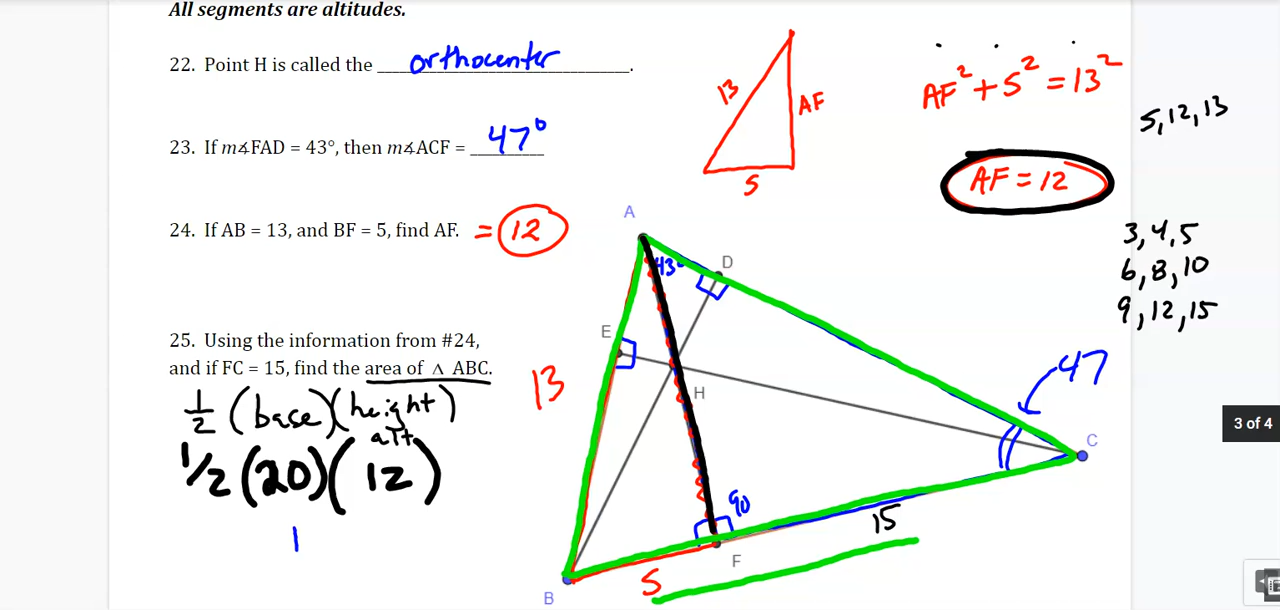 All segments are altitudes.
22. Point H is called the orthocenter.
23. If m∡FAD = 43°, then m∡ACF = 47°
24. If AB = 13, and BF = 5, find AF. = 12
25. Using the information from #24,
and if FC = 15, find the area of △ ABC.
1/2 (base)(height)
alt
1/2 (20)(12)
1
13
AF
5
AF² + 5² = 13²
AF = 12
5, 12, 13
3, 4, 5
6, 8, 10
9, 12, 15
A
43°
D
E
13
H
47
C
90
15
F
5
B
3 of 4